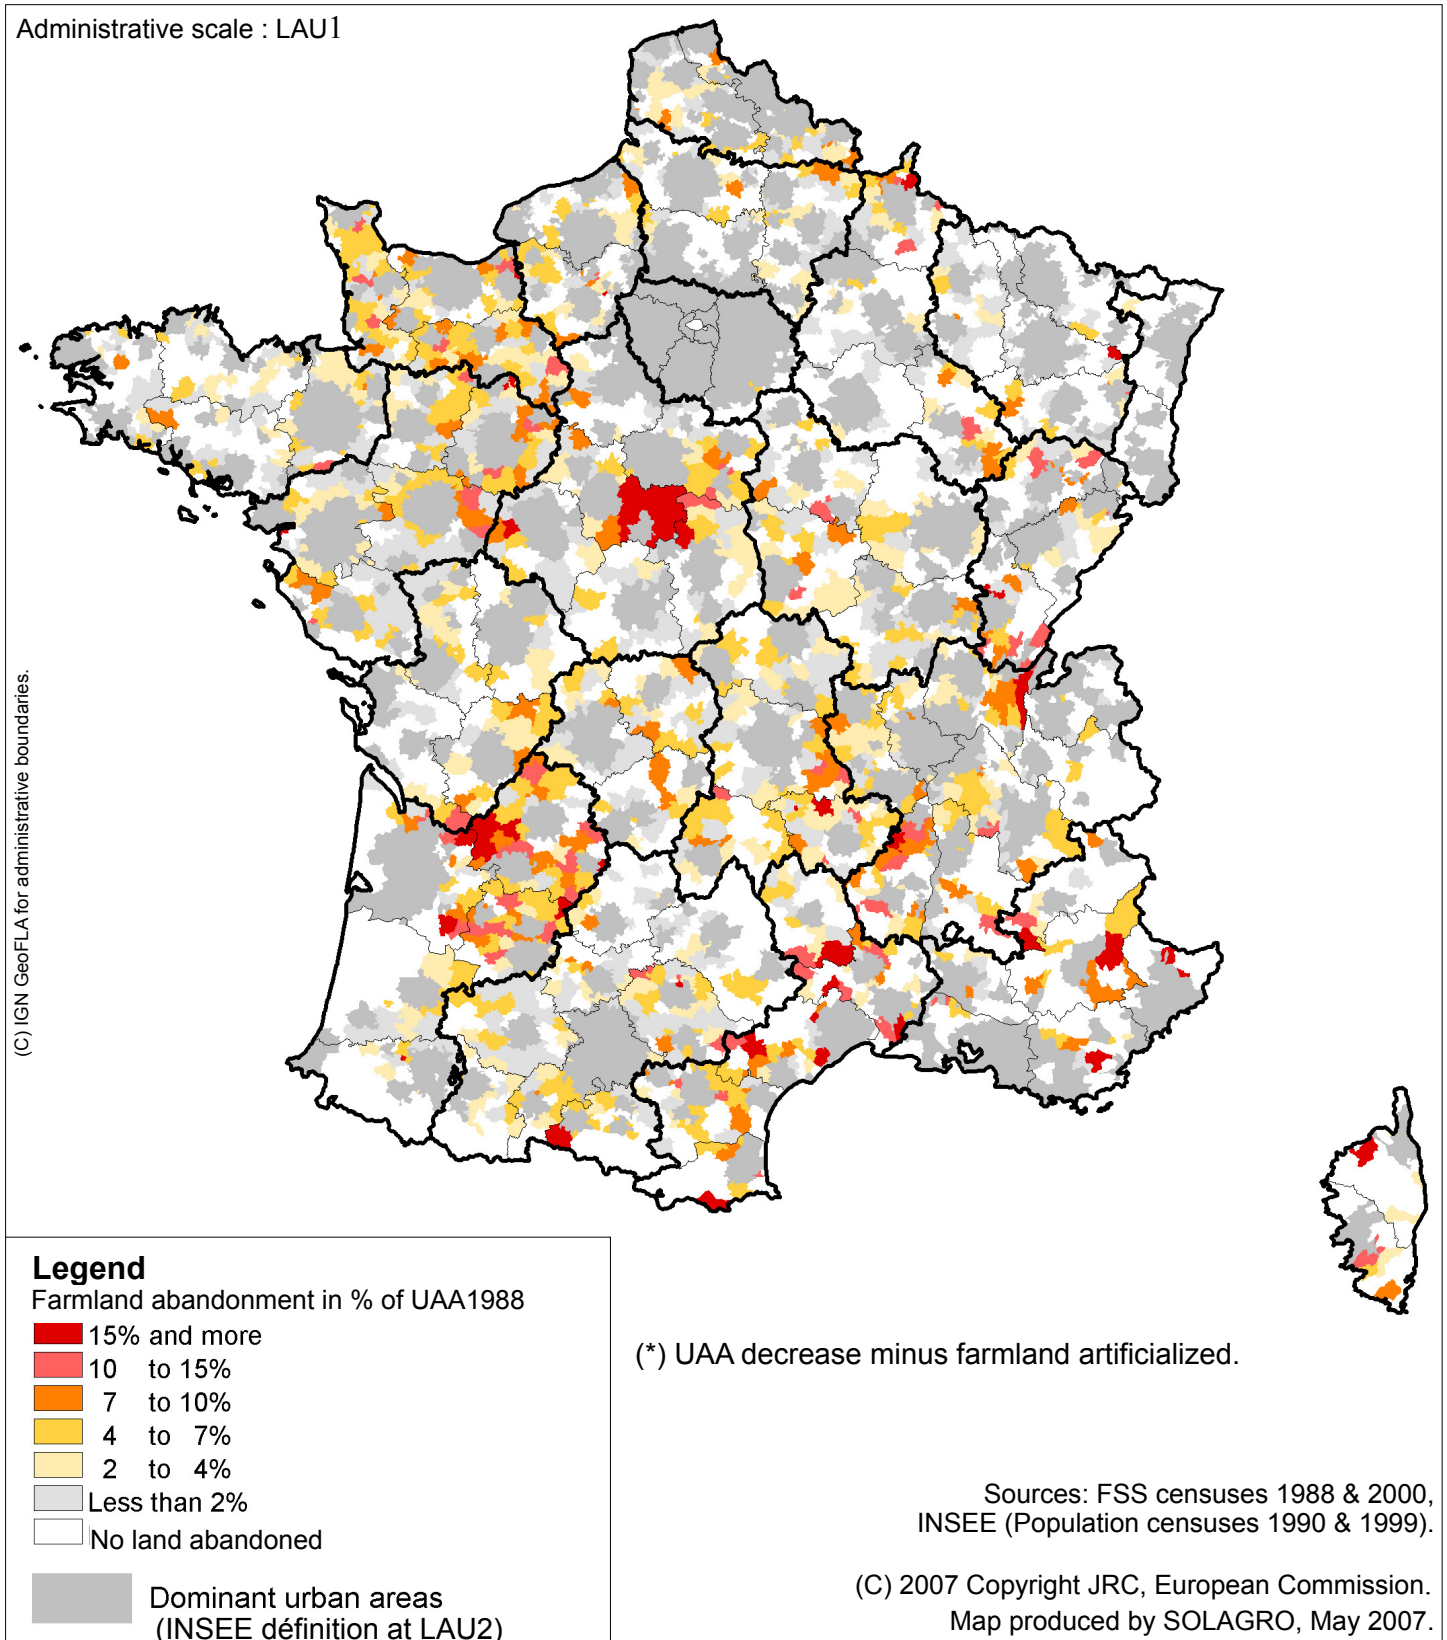 Administrative scale : LAU1
(C) IGN GeoFLA for administrative boundaries.
Legend
Farmland abandonment in % of UAA1988
15% and more
10 to 15%
7 to 10%
4 to 7%
2 to 4%
Less than 2%
No land abandoned
Dominant urban areas
(INSEE définition at LAU2)
(*) UAA decrease minus farmland artificialized.
Sources: FSS censuses 1988 & 2000,
INSEE (Population censuses 1990 & 1999).
(C) 2007 Copyright JRC, European Commission.
Map produced by SOLAGRO, May 2007.